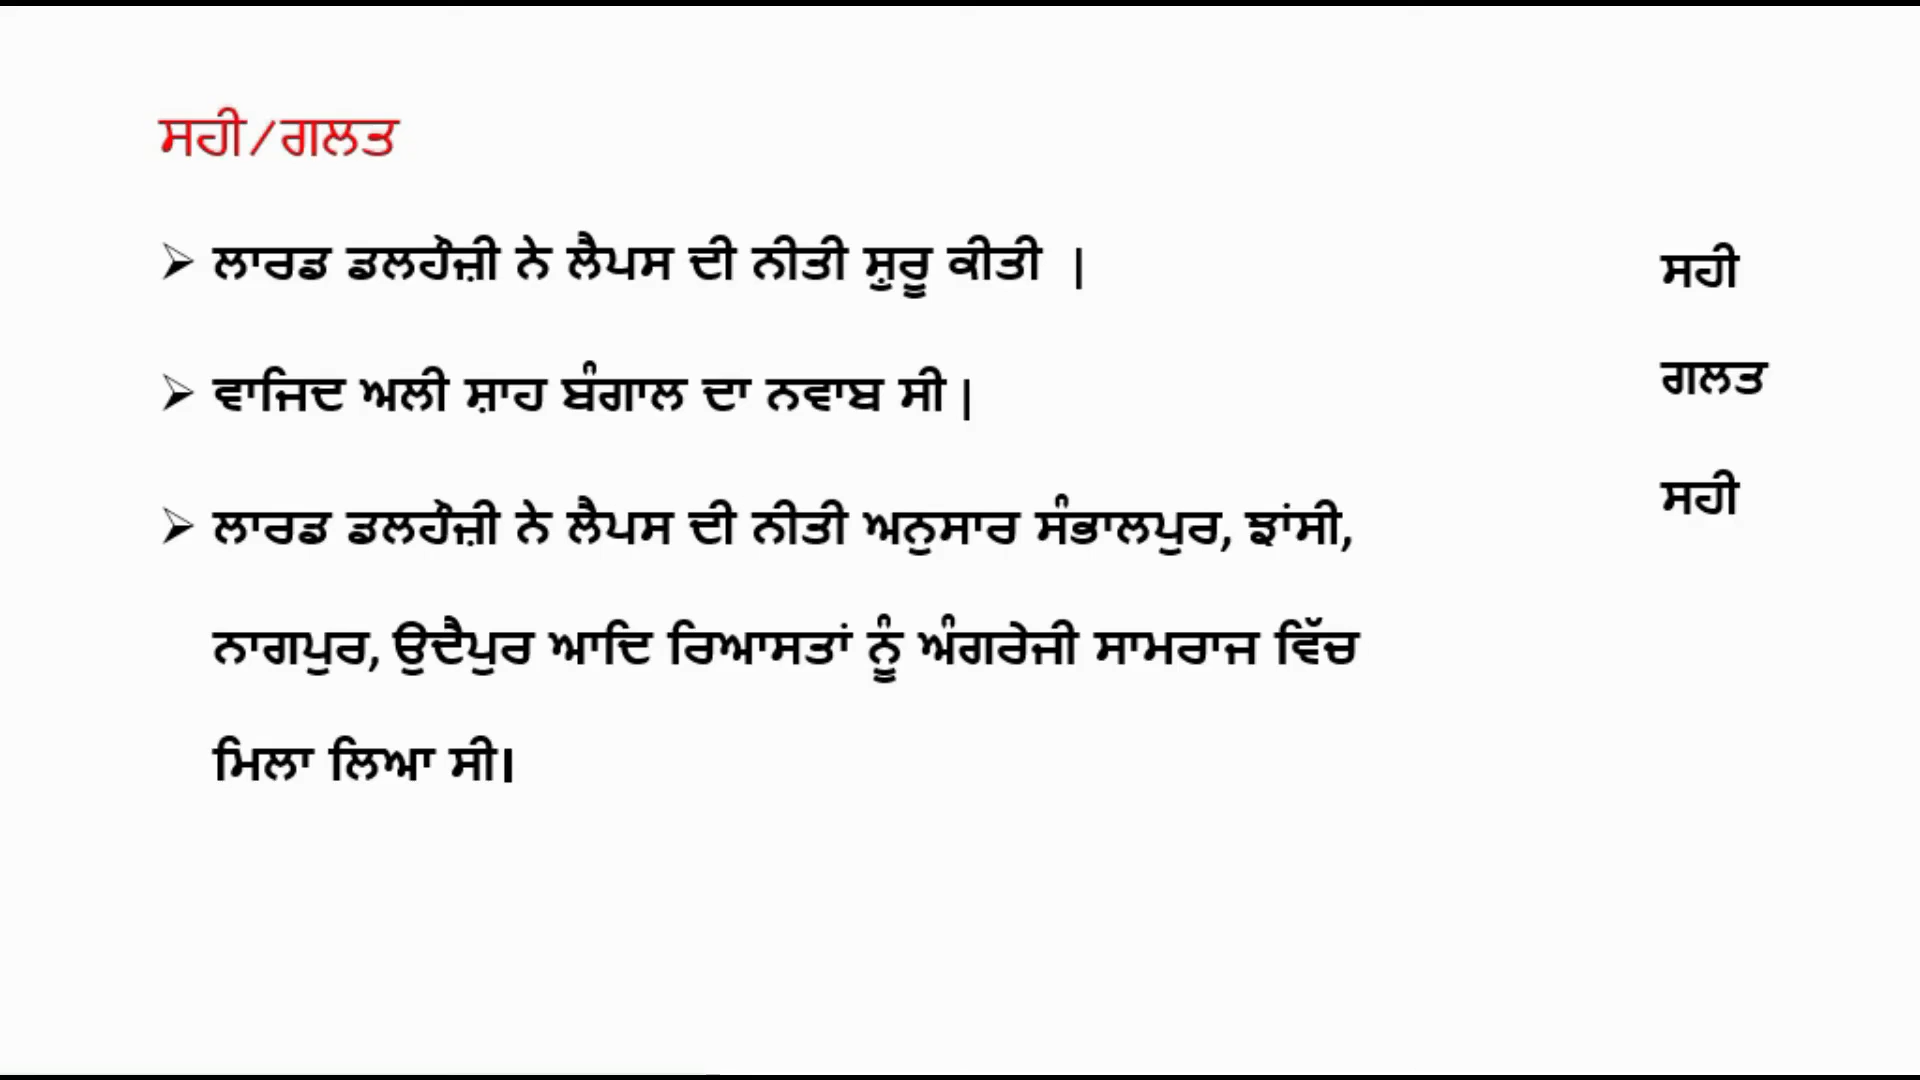 ਸਹੀ/ਗਲਤ
➢ ਲਾਰਡ ਡਲਹੌਜ਼ੀ ਨੇ ਲੈਪਸ ਦੀ ਨੀਤੀ ਸ਼ੁਰੂ ਕੀਤੀ | ਸਹੀ
➢ ਵਾਜਿਦ ਅਲੀ ਸ਼ਾਹ ਬੰਗਾਲ ਦਾ ਨਵਾਬ ਸੀ | ਗਲਤ
➢ ਲਾਰਡ ਡਲਹੌਜ਼ੀ ਨੇ ਲੈਪਸ ਦੀ ਨੀਤੀ ਅਨੁਸਾਰ ਸੰਭਾਲਪੁਰ, ਝਾਂਸੀ, ਸਹੀ
ਨਾਗਪੁਰ, ਉਦੈਪੁਰ ਆਦਿ ਰਿਆਸਤਾਂ ਨੂੰ ਅੰਗਰੇਜੀ ਸਾਮਰਾਜ ਵਿੱਚ
ਮਿਲਾ ਲਿਆ ਸੀ।